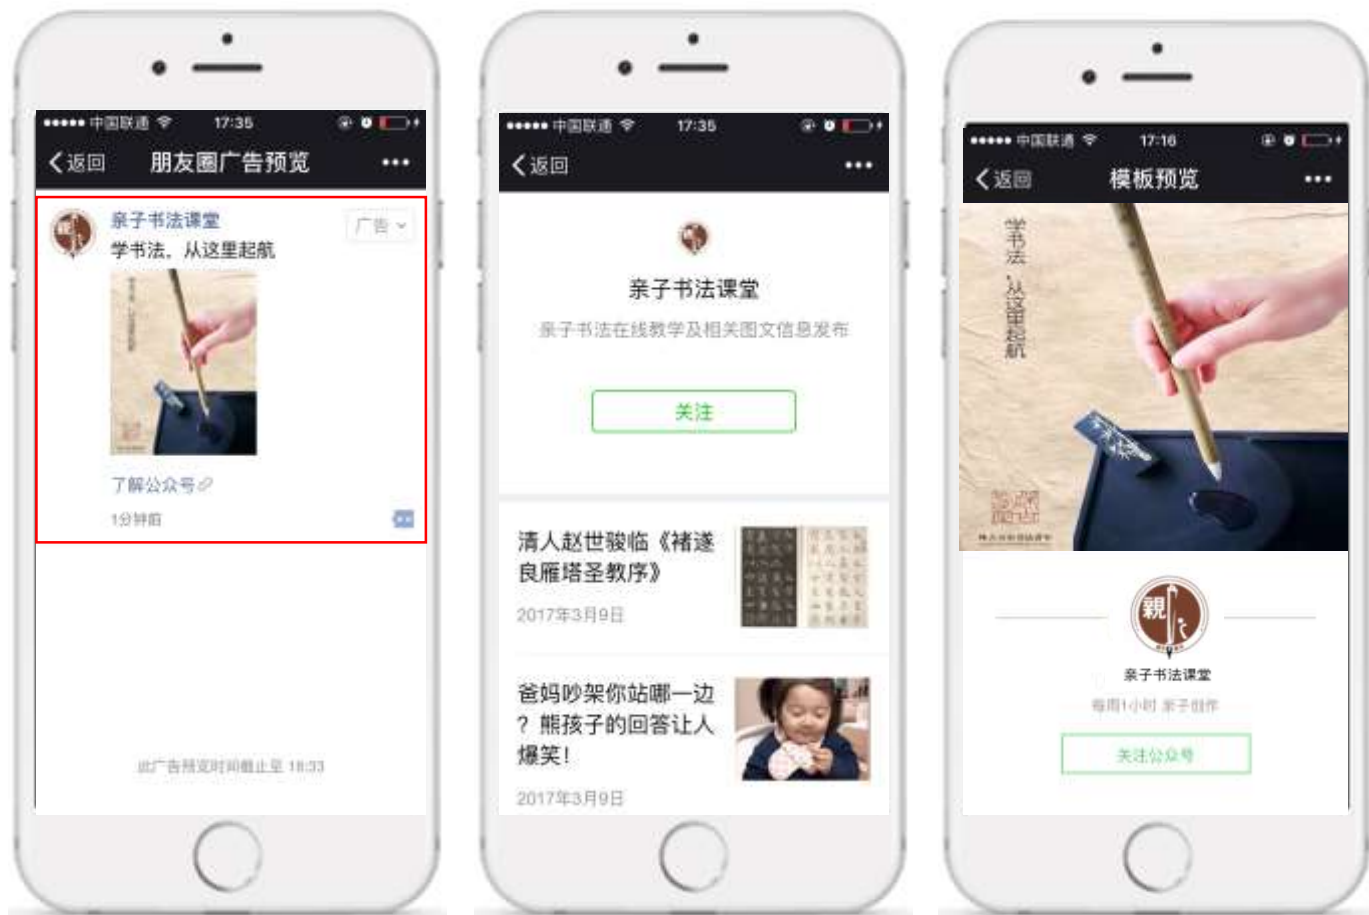 中国联通
17:35
返回
朋友圈广告预览
亲子书法课堂
广告
学书法，从这里起航
学书法，从这里起航
了解公众号
1分钟前
此广告预览时间截止至 18:33
中国联通
17:35
返回
亲子书法课堂
亲子书法在线教学及相关图文信息发布
关注
清人赵世骏临《褚遂
良雁塔圣教序》
2017年3月9日
爸妈吵架你站哪一边
？熊孩子的回答让人
爆笑！
2017年3月9日
中国联通
17:16
返回
模板预览
学书法，从这里起航
親
亲子书法课堂
每周1小时 亲子创作
关注公众号